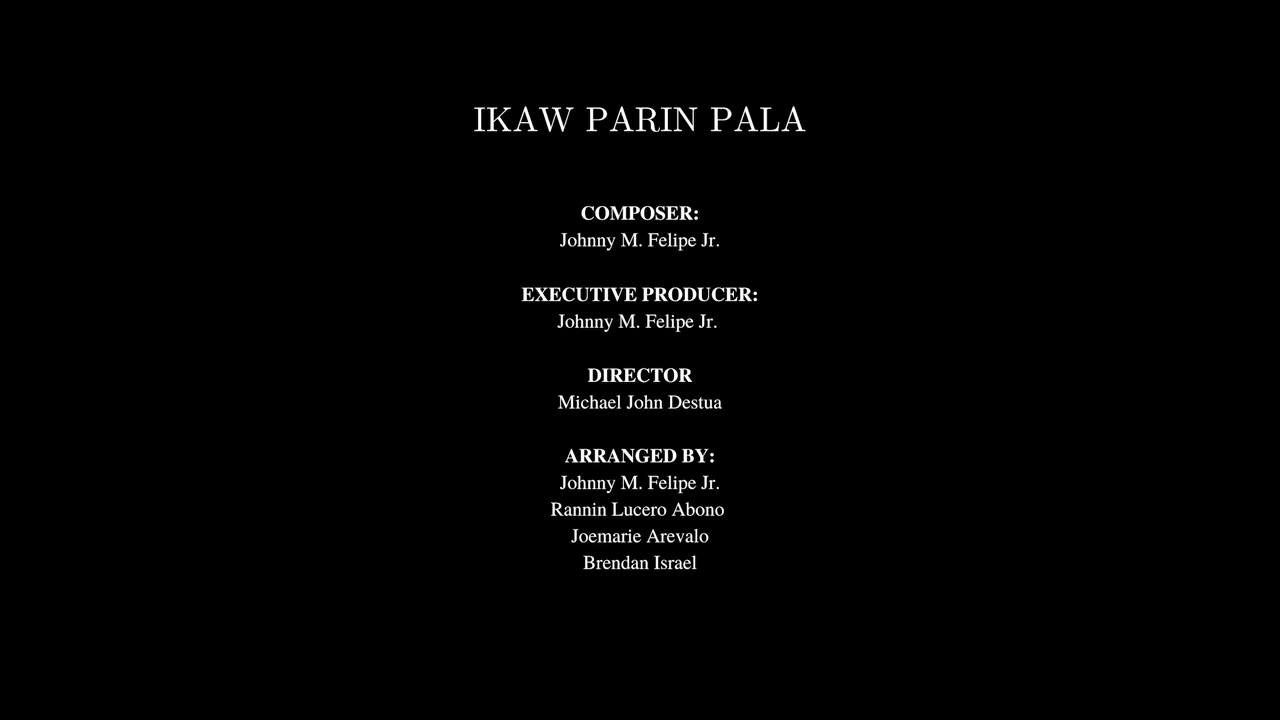 IKAW PARIN PALA
COMPOSER:
Johnny M. Felipe Jr.
EXECUTIVE PRODUCER:
Johnny M. Felipe Jr.
DIRECTOR
Michael John Destua
ARRANGED BY:
Johnny M. Felipe Jr.
Rannin Lucero Abono
Joemarie Arevalo
Brendan Israel